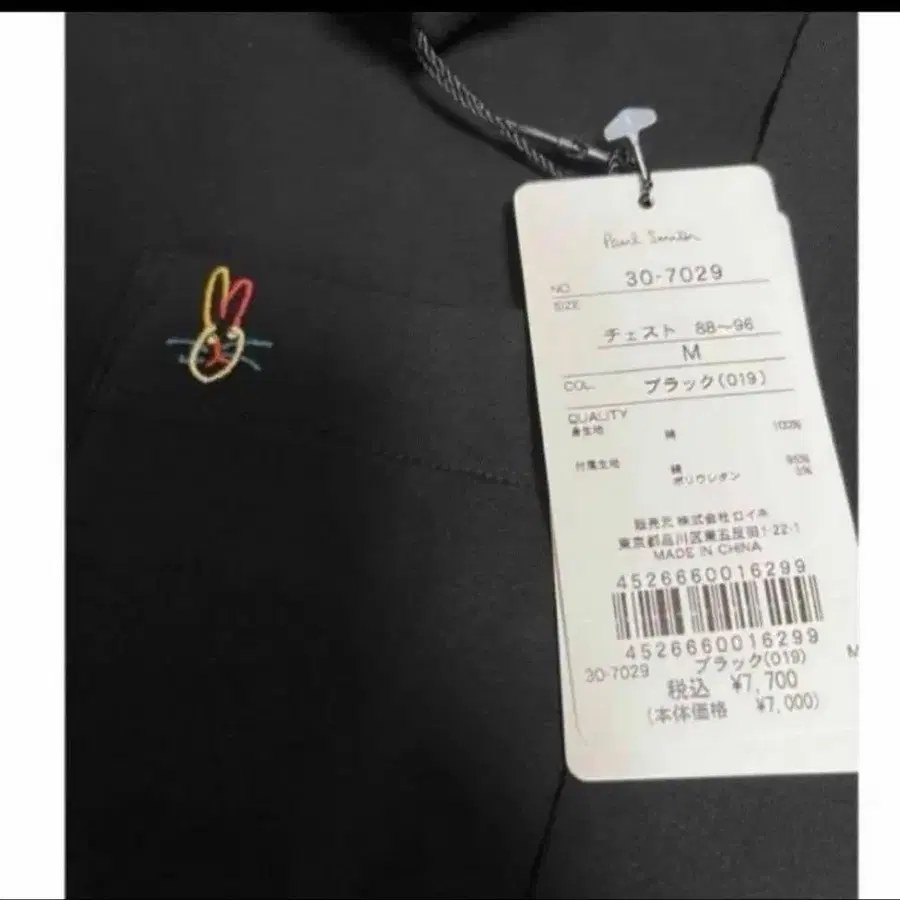 Paul Smith
NO. 30-7029
SIZE
チェスト 88〜96
M
COL. ブラック(019)
QUALITY
身生地 綿 100%
付属生地 綿 95%
ポリウレタン 5%
販売元 株式会社ロイネ
東京都品川区東五反田1-22-1
MADE IN CHINA
4526660016299
4526660016299
30-7029 ブラック(019) M
税込 ¥7,700
(本体価格 ¥7,000)